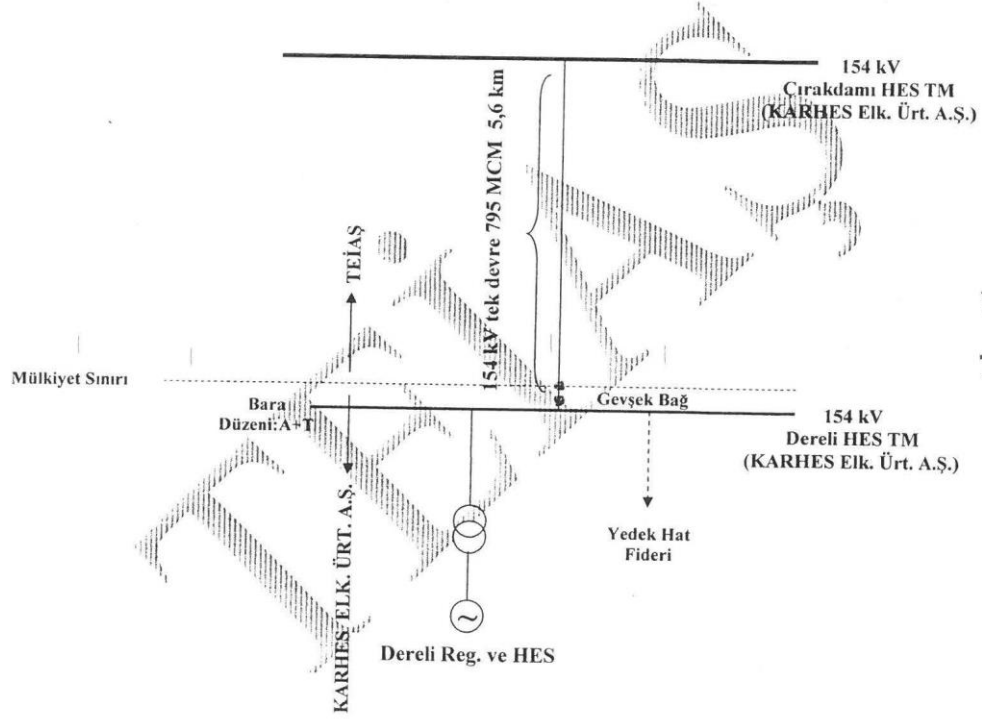 154 kV
Çırakdamı HES TM
(KARHES Elk. Ürt. A.Ş.)
154 kV tek devre 795 MCM 5,6 km
TEİAŞ
Mülkiyet Sınırı
Gevşek Bağ
Bara
Düzeni:A+T
154 kV
Dereli HES TM
(KARHES Elk. Ürt. A.Ş.)
KARHES ELK. ÜRT. A.Ş.
Yedek Hat
Fideri
Dereli Reg. ve HES
TEİAŞ